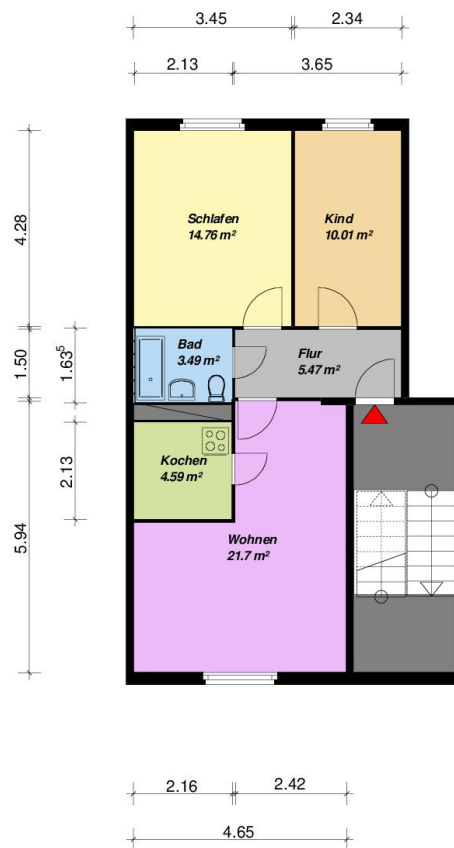 3.45
2.34
2.13
3.65
Schlafen
14.76 m²
Kind
10.01 m²
4.28
1.50
1.63⁵
Bad
3.49 m²
Flur
5.47 m²
2.13
Kochen
4.59 m²
5.94
Wohnen
21.7 m²
2.16
2.42
4.65